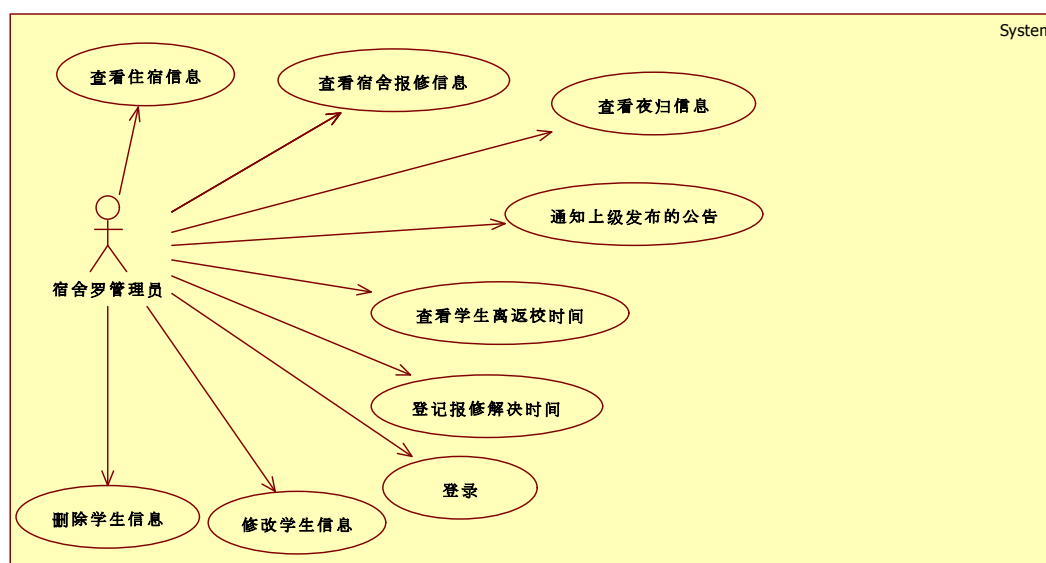 System
查看住宿信息
查看宿舍报修信息
查看夜归信息
通知上级发布的公告
宿舍罗管理员
查看学生离返校时间
登记报修解决时间
登录
删除学生信息
修改学生信息